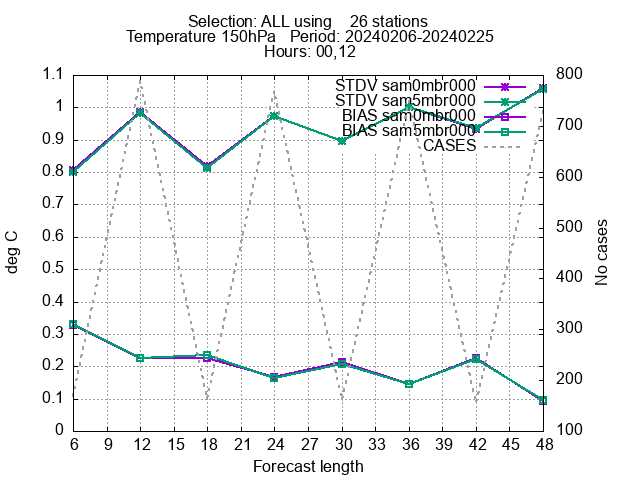 Selection: ALL using    26 stations
Temperature 150hPa   Period: 20240206-20240225
Hours: 00,12
1.1
1
0.9
0.8
0.7
0.6
0.5
0.4
0.3
0.2
0.1
0
deg C
STDV sam0mbr000
STDV sam5mbr000
BIAS sam0mbr000
BIAS sam5mbr000
CASES
800
700
600
500
400
300
200
100
No cases
6 12 18 24 27 30 33 36 39 42 45 48
Forecast length